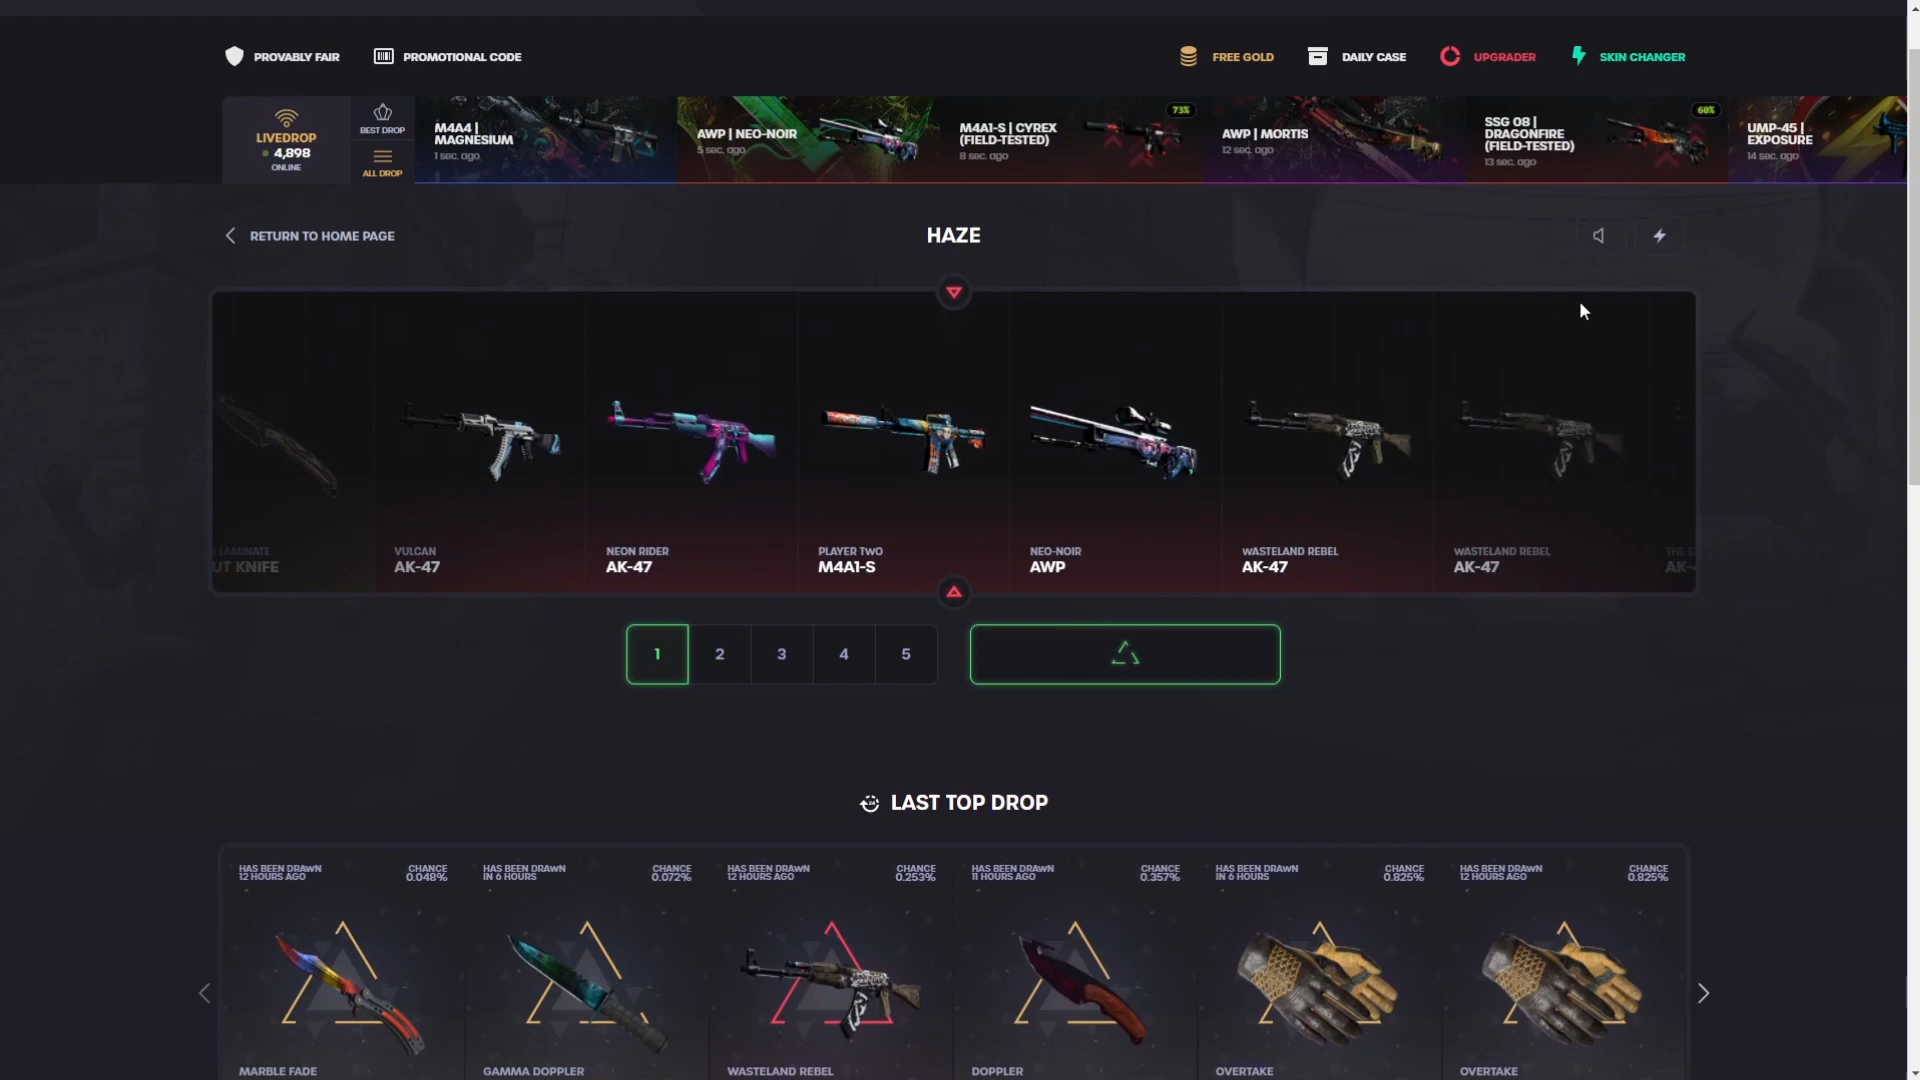 PROVABLY FAIR
PROMOTIONAL CODE
FREE GOLD
DAILY CASE
UPGRADER
SKIN CHANGER
LIVEDROP
4,898
ONLINE
BEST DROP
ALL DROP
M4A4 |
MAGNESIUM
1 sec. ago
AWP | NEO-NOIR
5 sec. ago
M4A1-S | CYREX
(FIELD-TESTED)
8 sec. ago
73%
AWP | MORTIS
12 sec. ago
SSG 08 |
DRAGONFIRE
(FIELD-TESTED)
13 sec. ago
60%
UMP-45 |
EXPOSURE
14 sec. ago
RETURN TO HOME PAGE
HAZE
LAMINATE
UT KNIFE
VULCAN
AK-47
NEON RIDER
AK-47
PLAYER TWO
M4A1-S
NEO-NOIR
AWP
WASTELAND REBEL
AK-47
WASTELAND REBEL
AK-47
AK-
1
2
3
4
5
LAST TOP DROP
HAS BEEN DRAWN
12 HOURS AGO
CHANCE
0.048%
MARBLE FADE
HAS BEEN DRAWN
IN 6 HOURS
CHANCE
0.072%
GAMMA DOPPLER
HAS BEEN DRAWN
12 HOURS AGO
CHANCE
0.253%
WASTELAND REBEL
HAS BEEN DRAWN
11 HOURS AGO
CHANCE
0.357%
DOPPLER
HAS BEEN DRAWN
IN 6 HOURS
CHANCE
0.825%
OVERTAKE
HAS BEEN DRAWN
12 HOURS AGO
CHANCE
0.825%
OVERTAKE